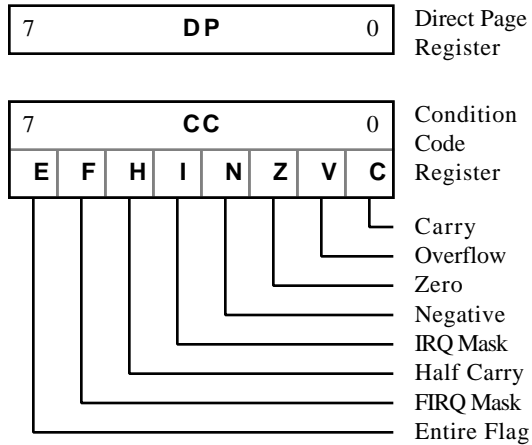 7 DP 0
Direct Page
Register
7 CC 0
Condition
Code
Register
E F H I N Z V C
Carry
Overflow
Zero
Negative
IRQ Mask
Half Carry
FIRQ Mask
Entire Flag